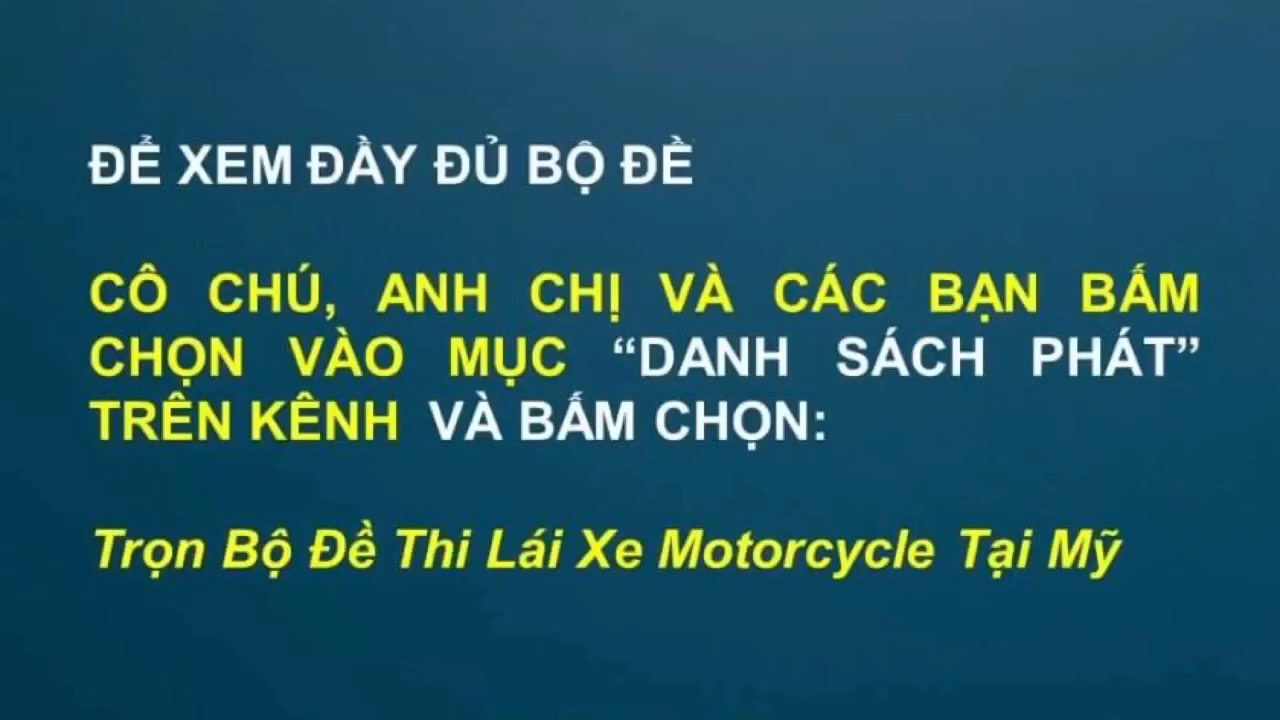 ĐỂ XEM ĐẦY ĐỦ BỘ ĐỀ
CÔ CHÚ, ANH CHỊ VÀ CÁC BẠN BẤM
CHỌN VÀO MỤC “DANH SÁCH PHÁT”
TRÊN KÊNH VÀ BẤM CHỌN:
Trọn Bộ Đề Thi Lái Xe Motorcycle Tại Mỹ